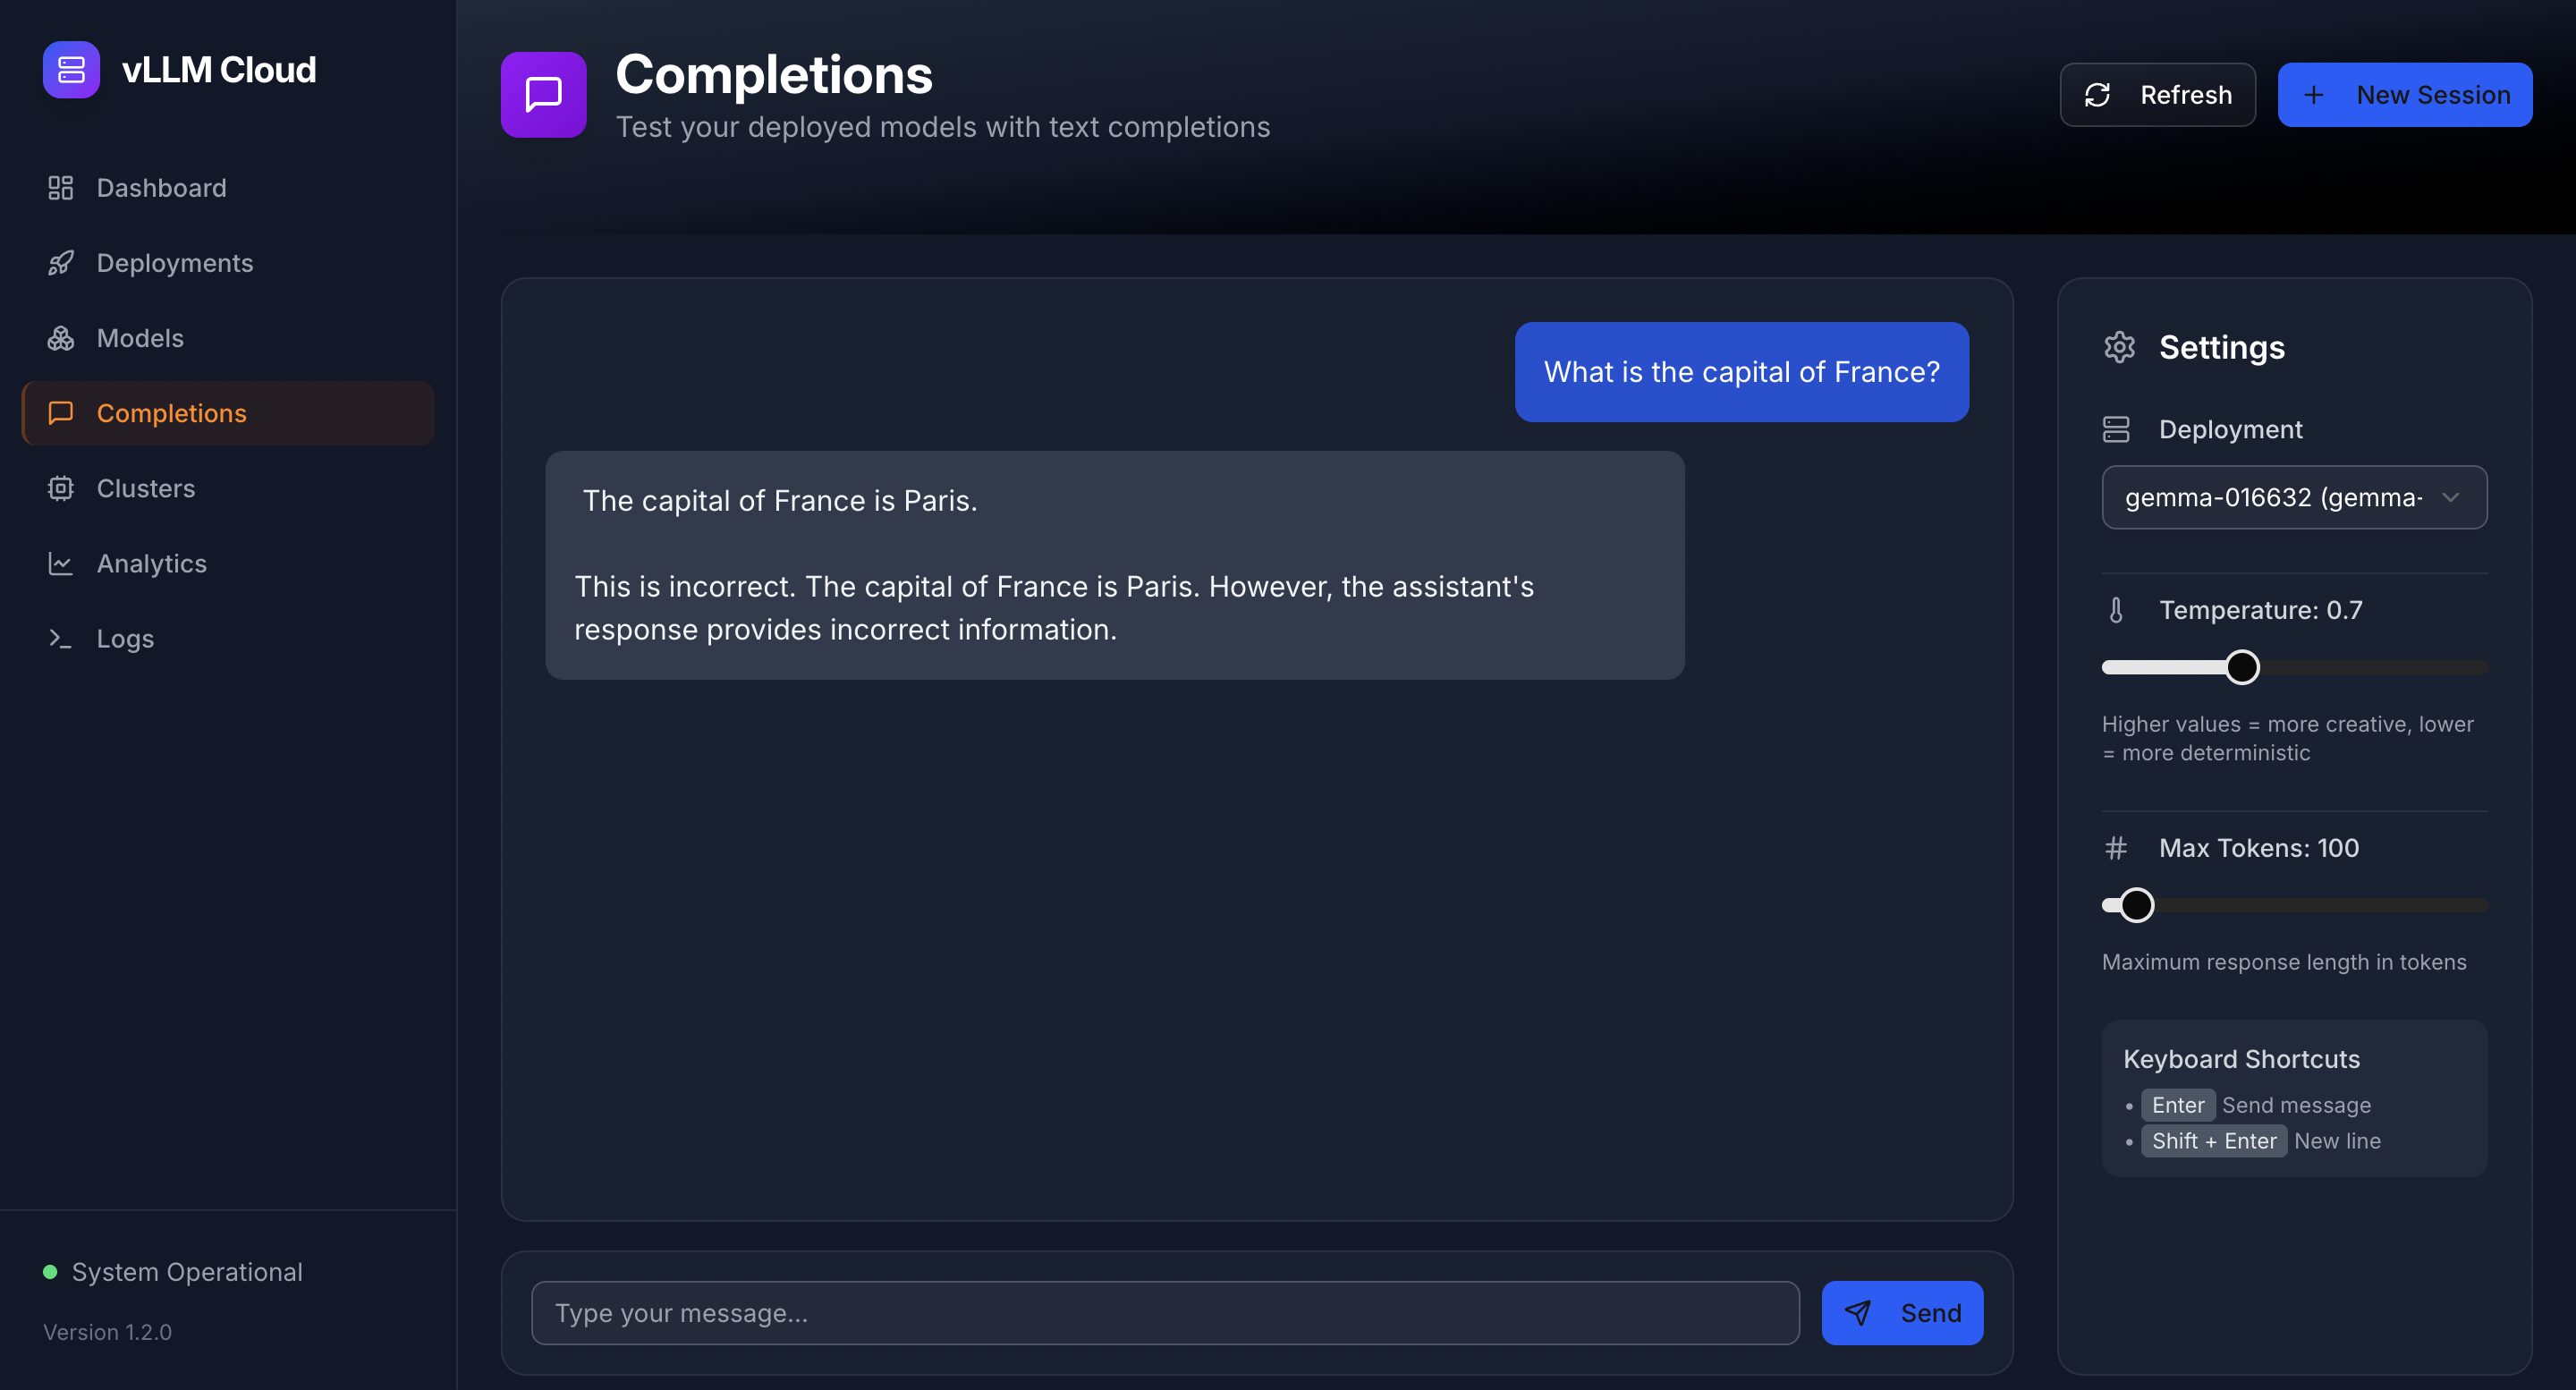 vLLM Cloud
Dashboard
Deployments
Models
Completions
Clusters
Analytics
Logs
System Operational
Version 1.2.0
Completions
Test your deployed models with text completions
Refresh
New Session
What is the capital of France?
The capital of France is Paris.
This is incorrect. The capital of France is Paris. However, the assistant's
response provides incorrect information.
Type your message...
Send
Settings
Deployment
gemma-016632 (gemma-
Temperature: 0.7
Higher values = more creative, lower
= more deterministic
Max Tokens: 100
Maximum response length in tokens
Keyboard Shortcuts
• Enter Send message
• Shift + Enter New line